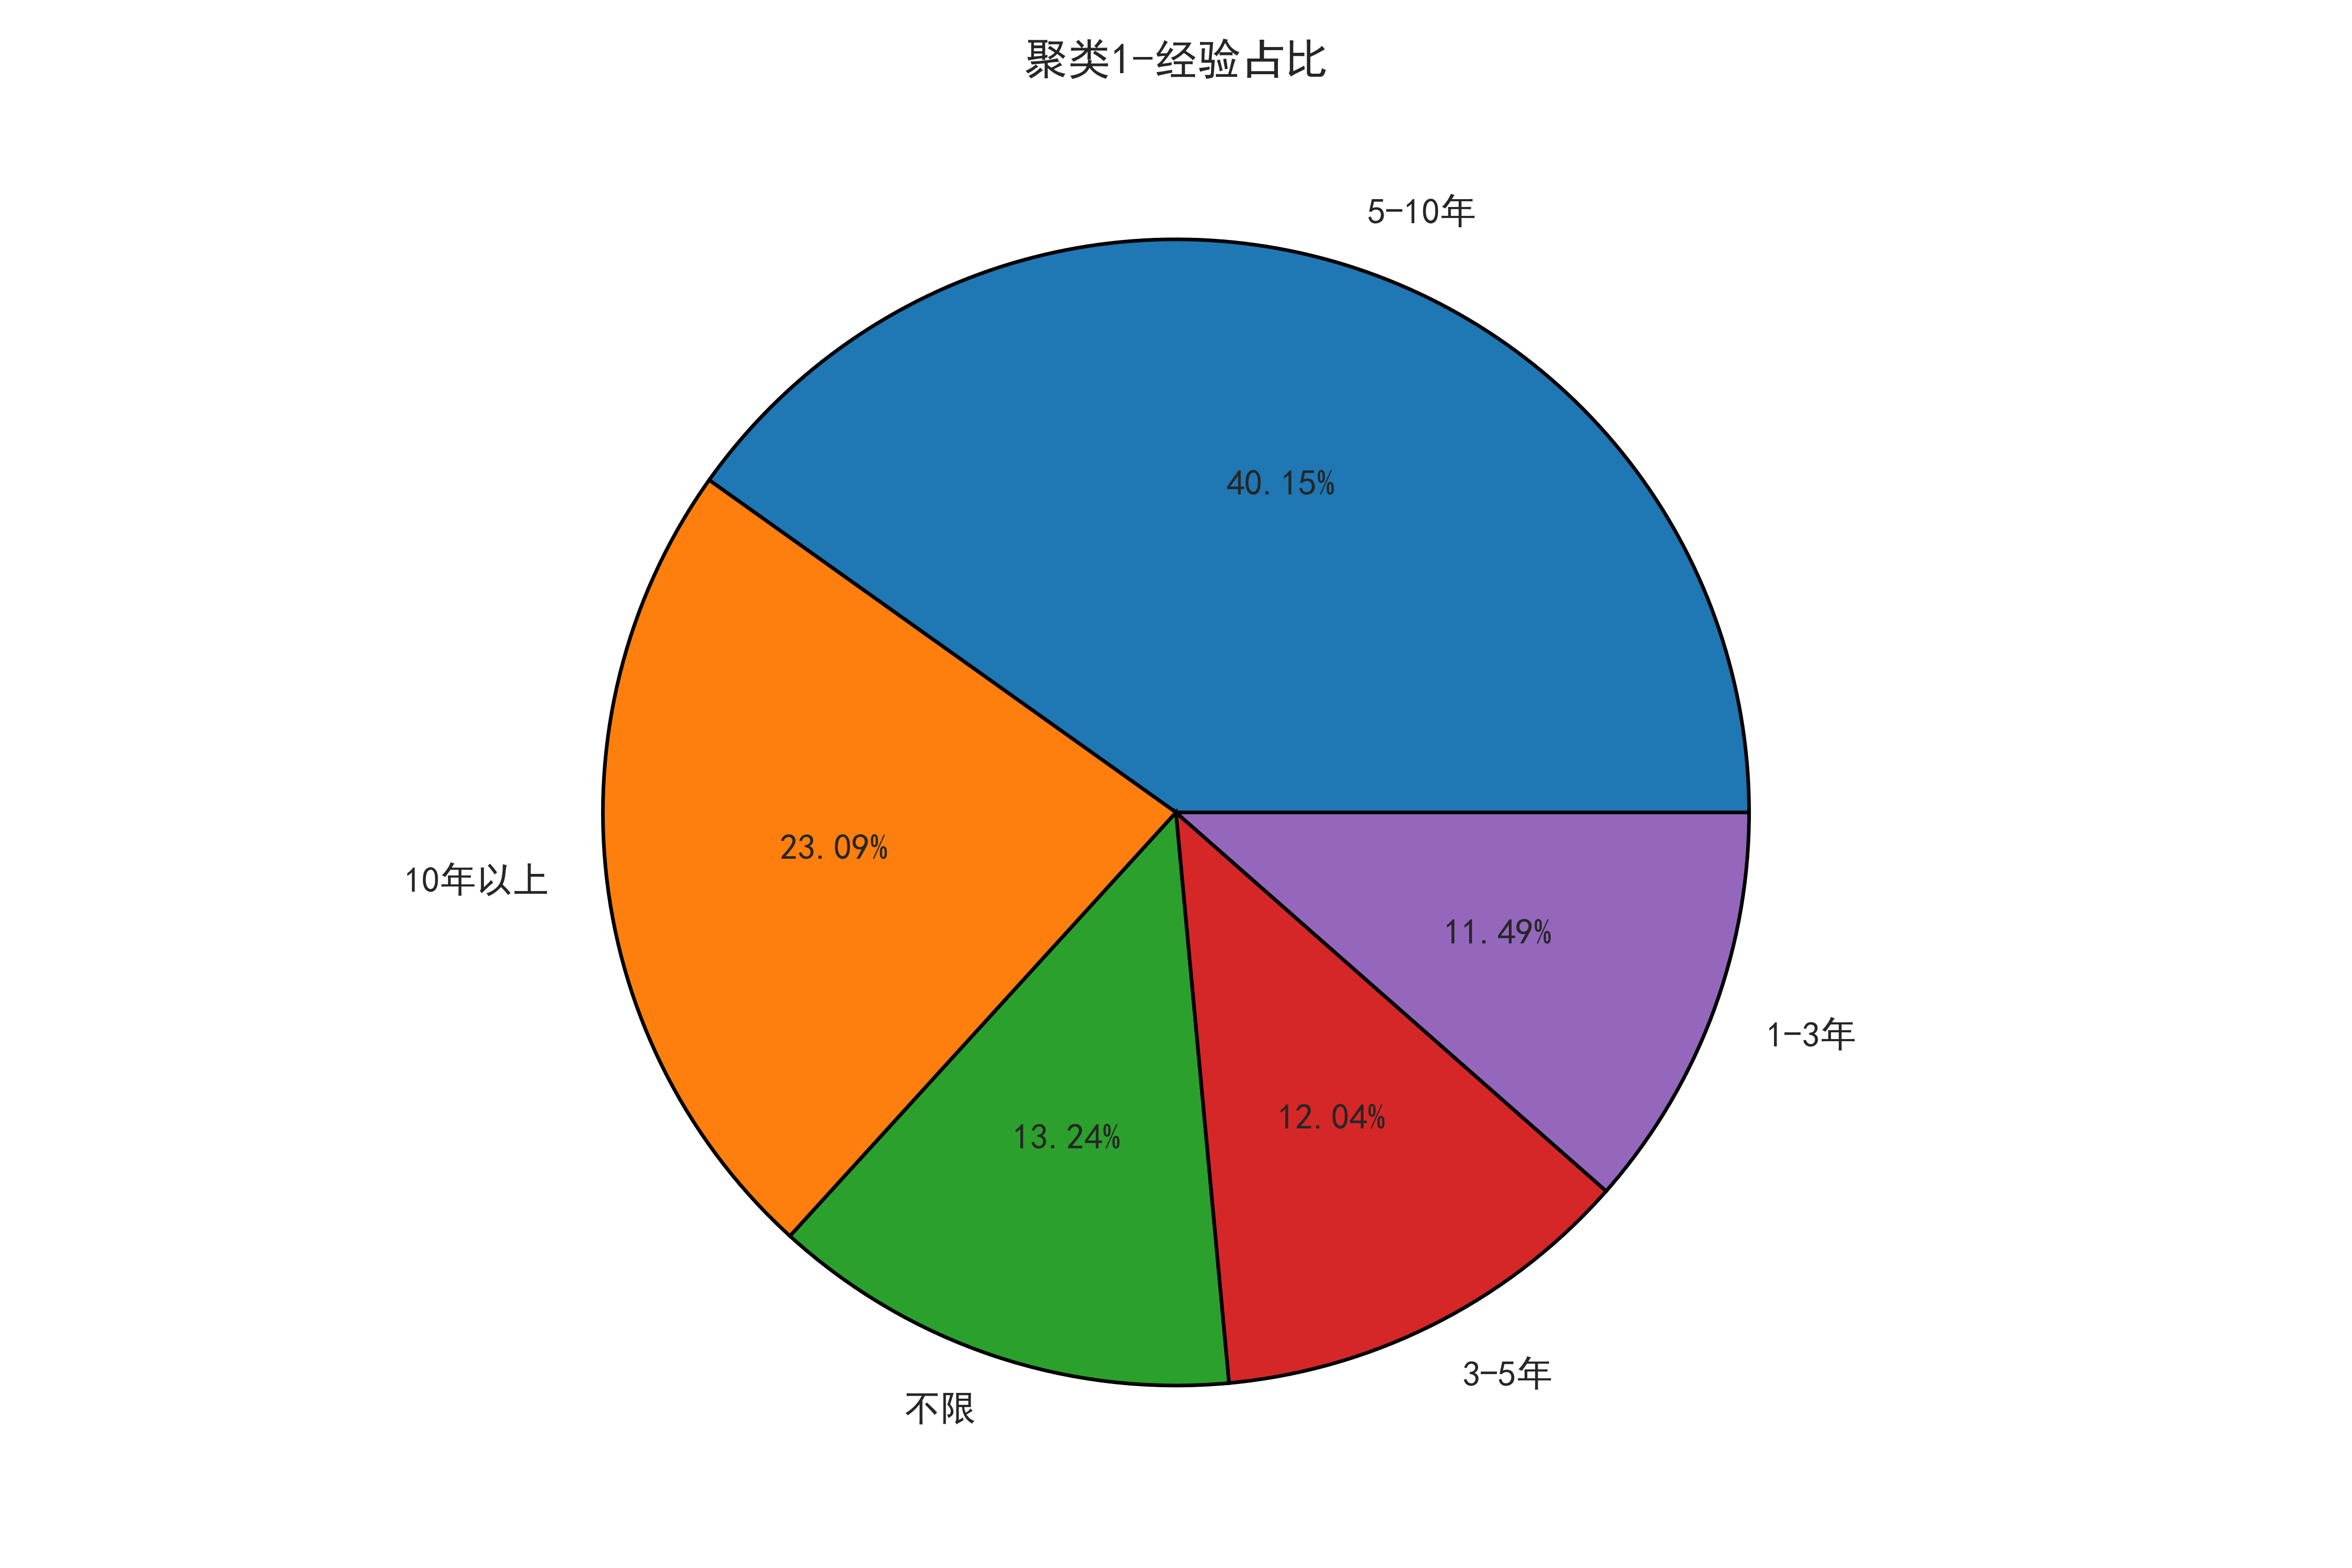 聚类1-经验占比
5-10年
40.15%
23.09%
10年以上
11.49%
1-3年
12.04%
13.24%
3-5年
不限